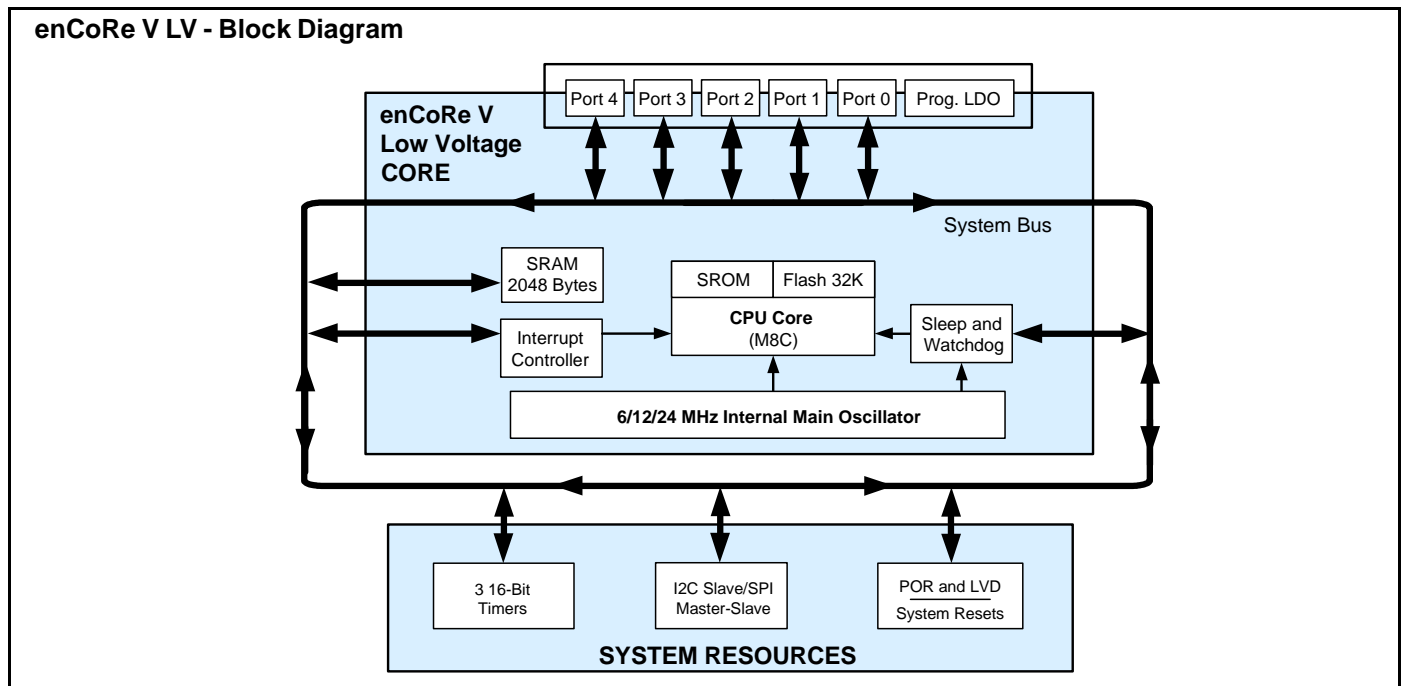 enCoRe V LV - Block Diagram
Port 4
Port 3
Port 2
Port 1
Port 0
Prog. LDO
enCoRe V
Low Voltage
CORE
System Bus
SRAM
2048 Bytes
SROM
Flash 32K
CPU Core
(M8C)
Interrupt
Controller
Sleep and
Watchdog
6/12/24 MHz Internal Main Oscillator
3 16-Bit
Timers
I2C Slave/SPI
Master-Slave
POR and LVD
System Resets
SYSTEM RESOURCES